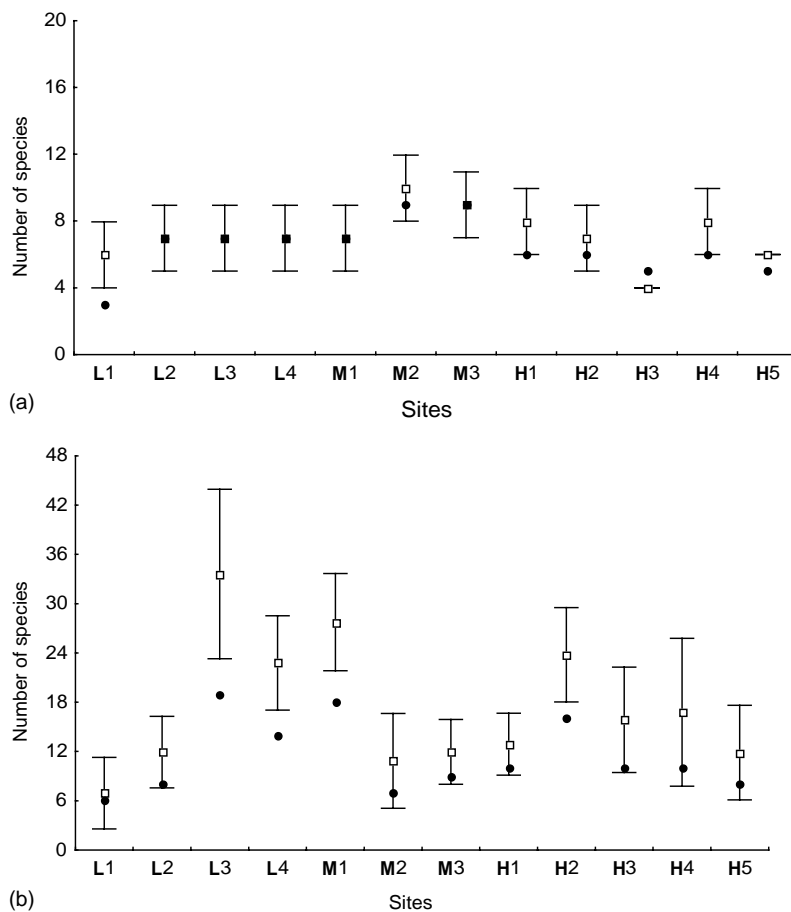 20
16
12
8
4
0
Number of species
L1 L2 L3 L4 M1 M2 M3 H1 H2 H3 H4 H5
(a)
Sites
48
42
36
30
24
18
12
6
0
Number of species
L1 L2 L3 L4 M1 M2 M3 H1 H2 H3 H4 H5
(b)
Sites